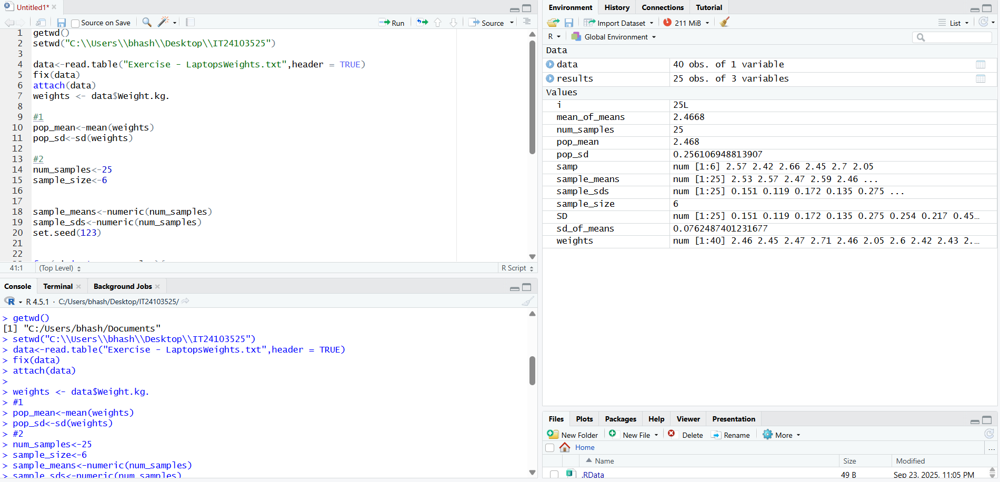 Untitled1*
Source on Save
Run
Source
1 getwd()
2 setwd("C:\\Users\\bhash\\Desktop\\IT24103525")
3
4 data<-read.table("Exercise - LaptopsWeights.txt",header = TRUE)
5 fix(data)
6 attach(data)
7 weights <- data$Weight.kg.
8
9 #1
10 pop_mean<-mean(weights)
11 pop_sd<-sd(weights)
12
13 #2
14 num_samples<-25
15 sample_size<-6
16
17
18 sample_means<-numeric(num_samples)
19 sample_sds<-numeric(num_samples)
20 set.seed(123)
21
22
41:1 (Top Level) R Script
Console Terminal Background Jobs
R R 4.5.1 · C:/Users/bhash/Desktop/IT24103525/
> getwd()
[1] "C:/Users/bhash/Documents"
> setwd("C:\\Users\\bhash\\Desktop\\IT24103525")
> data<-read.table("Exercise - LaptopsWeights.txt",header = TRUE)
> fix(data)
> attach(data)
>
> weights <- data$Weight.kg.
> #1
> pop_mean<-mean(weights)
> pop_sd<-sd(weights)
> #2
> num_samples<-25
> sample_size<-6
> sample_means<-numeric(num_samples)
> sample_sds<-numeric(num_samples)
Environment History Connections Tutorial
Import Dataset 211 MiB List
R Global Environment
Data
data 40 obs. of 1 variable
results 25 obs. of 3 variables
Values
i 25L
mean_of_means 2.4668
num_samples 25
pop_mean 2.468
pop_sd 0.256106948813907
samp num [1:6] 2.57 2.42 2.66 2.45 2.7 2.05
sample_means num [1:25] 2.53 2.57 2.47 2.59 2.46 ...
sample_sds num [1:25] 0.151 0.119 0.172 0.135 0.275 ...
sample_size 6
SD num [1:25] 0.151 0.119 0.172 0.135 0.275 0.254 0.217 0.45…
sd_of_means 0.0762487401231677
weights num [1:40] 2.46 2.45 2.47 2.71 2.46 2.05 2.6 2.42 2.43 2.…
Files Plots Packages Help Viewer Presentation
New Folder New File Delete Rename More
Home ...
Name Size Modified
.RData 49 B Sep 23, 2025, 11:05 PM